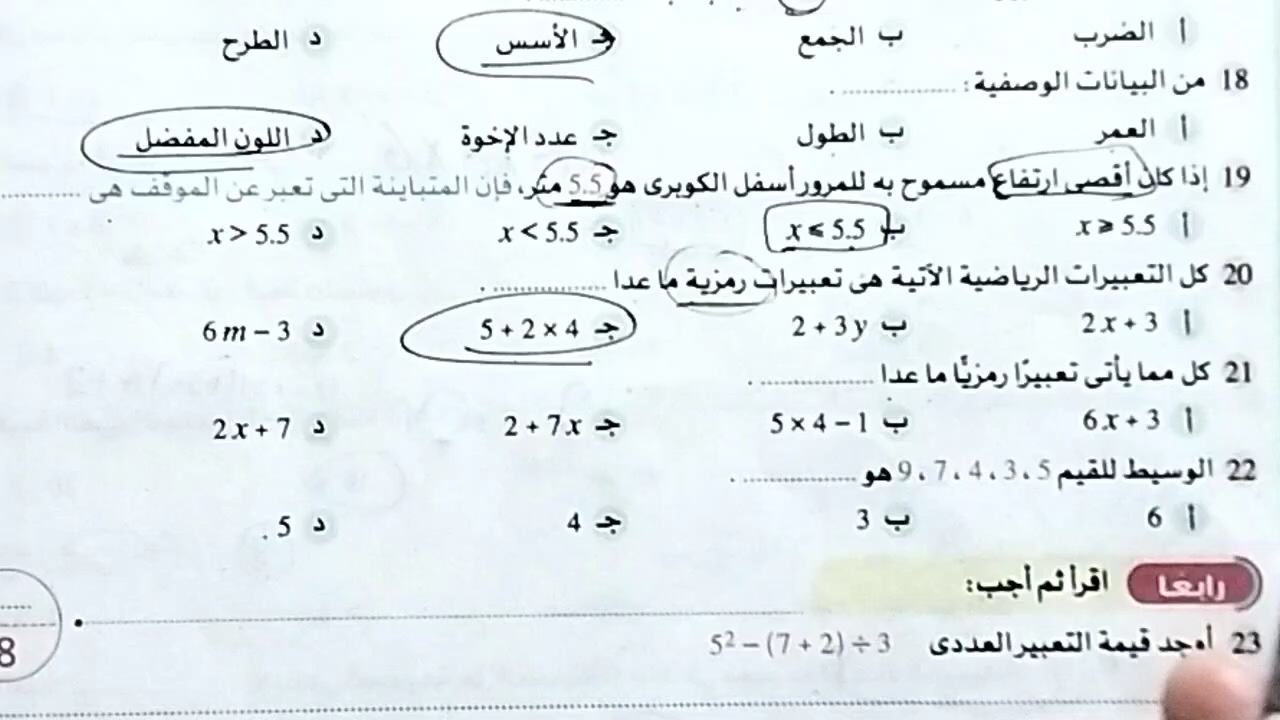 أ الضرب ب الجمع جـ الأسس د الطرح
18 من البيانات الوصفية : ..............
أ العمر ب الطول جـ عدد الإخوة د اللون المفضل
19 إذا كان أقصى ارتفاع مسموح به للمرور أسفل الكوبرى هو 5.5 متر، فإن المتباينة التى تعبر عن الموقف هى ..............
أ x ⩾ 5.5 ب x ⩽ 5.5 جـ x < 5.5 د x > 5.5
20 كل التعبيرات الرياضية الآتية هى تعبيرات رمزية ما عدا ..............
أ 2x + 3 ب 2 + 3y جـ 5 + 2 × 4 د 6m − 3
21 كل مما يأتى تعبيرًا رمزيًّا ما عدا ..............
أ 6x + 3 ب 5 × 4 − 1 جـ 2 + 7x د 2x + 7
22 الوسيط للقيم 5، 3، 4، 7، 9 هو ..............
أ 6 ب 3 جـ 4 د 5
رابعًا اقرأ ثم أجب:
23 أوجد قيمة التعبير العددى 5² − (7 + 2) ÷ 3
8